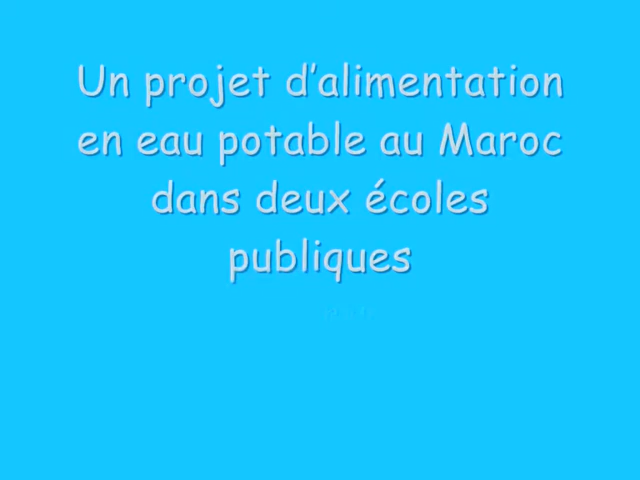 Un projet d’alimentation
en eau potable au Maroc
dans deux écoles
publiques